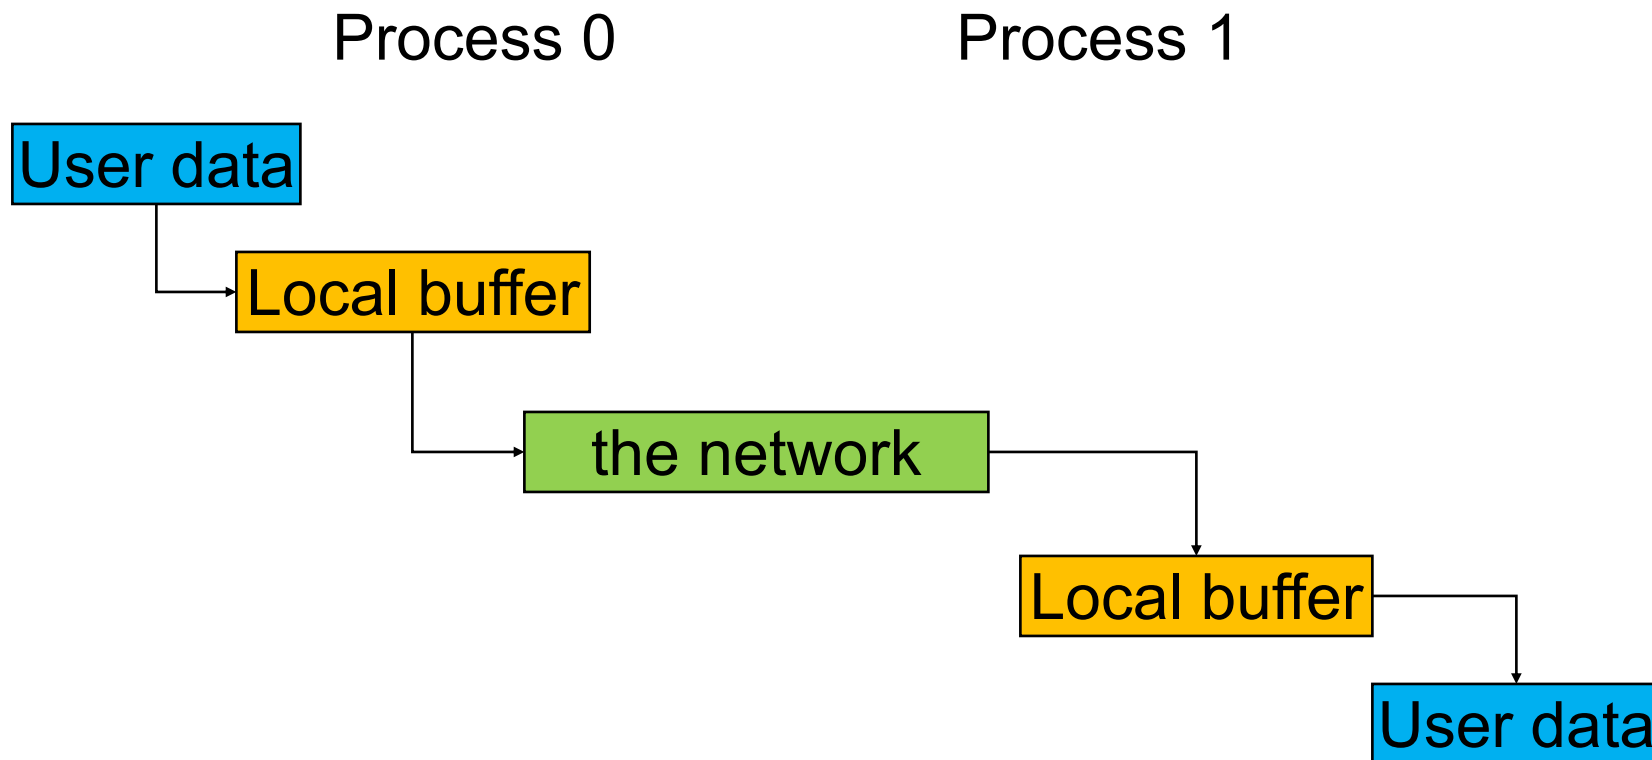 Process 0
Process 1
User data
Local buffer
the network
Local buffer
User data